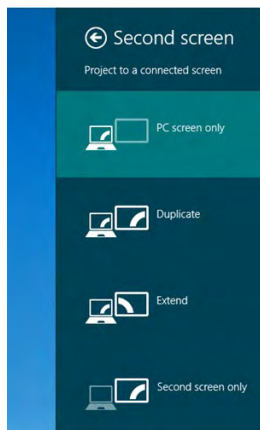 Second screen
Project to a connected screen
PC screen only
Duplicate
Extend
Second screen only